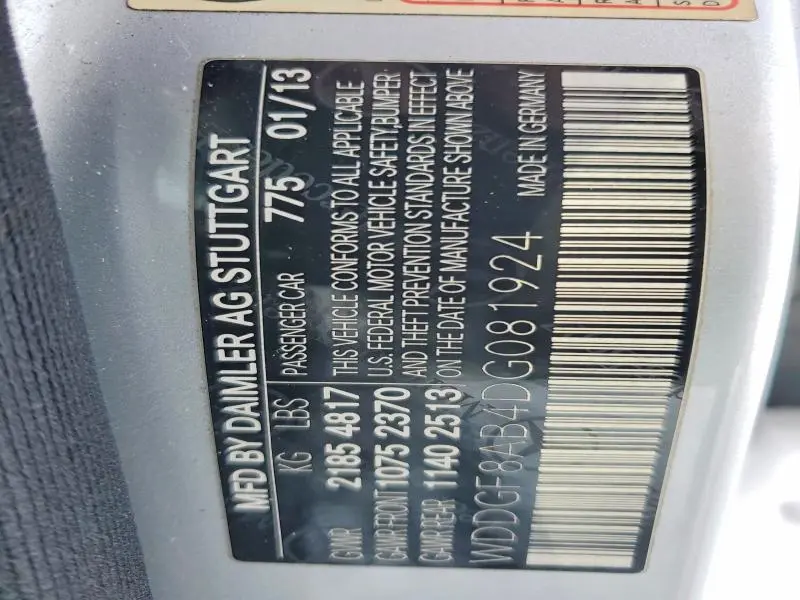 MFD BY DAIMLER AG STUTTGART
KG LBS PASSENGER CAR 775 01/13
GVWR 2185 4817 THIS VEHICLE CONFORMS TO ALL APPLICABLE
GAWR FRONT 1075 2370 U.S. FEDERAL MOTOR VEHICLE SAFETY,BUMPER
GAWR REAR 1140 2513 AND THEFT PREVENTION STANDARDS IN EFFECT
ON THE DATE OF MANUFACTURE SHOWN ABOVE
WDDGF8AB4DG081924 MADE IN GERMANY